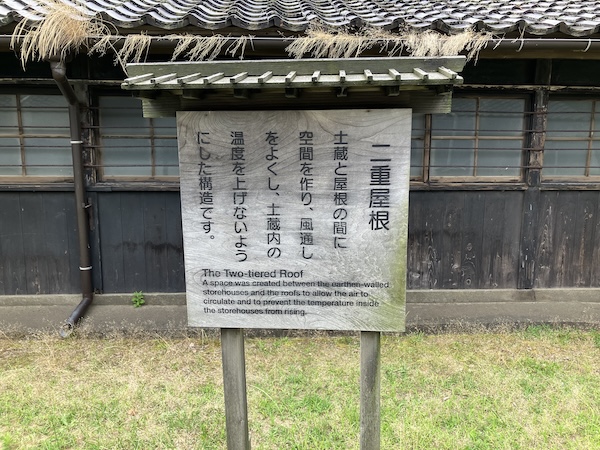 二重屋根
土蔵と屋根の間に
空間を作り、風通し
をよくし、土蔵内の
温度を上げないよう
にした構造です。
The Two-tiered Roof
A space was created between the earthen-walled
storehouses and the roofs to allow the air to
circulate and to prevent the temperature inside
the storehouses from rising.